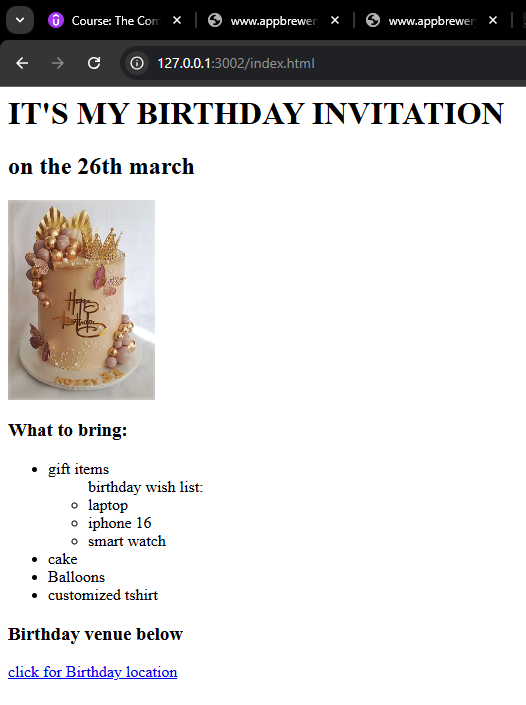 Course: The Com
www.appbrewer
www.appbrewer
127.0.0.1:3002/index.html
IT'S MY BIRTHDAY INVITATION
on the 26th march
Happy
Birthday
What to bring:
gift items
birthday wish list:
laptop
iphone 16
smart watch
cake
Balloons
customized tshirt
Birthday venue below
click for Birthday location